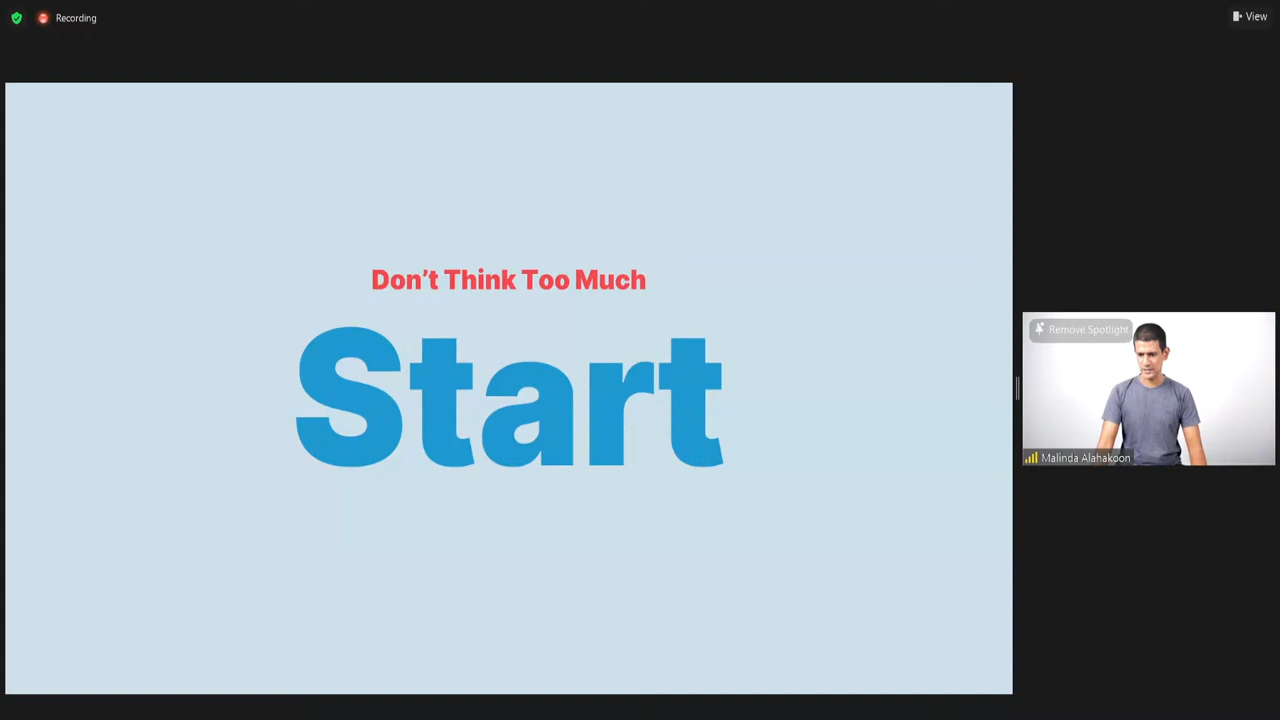 Recording
View
Don’t Think Too Much
Start
Remove Spotlight
Malinda Alahakoon